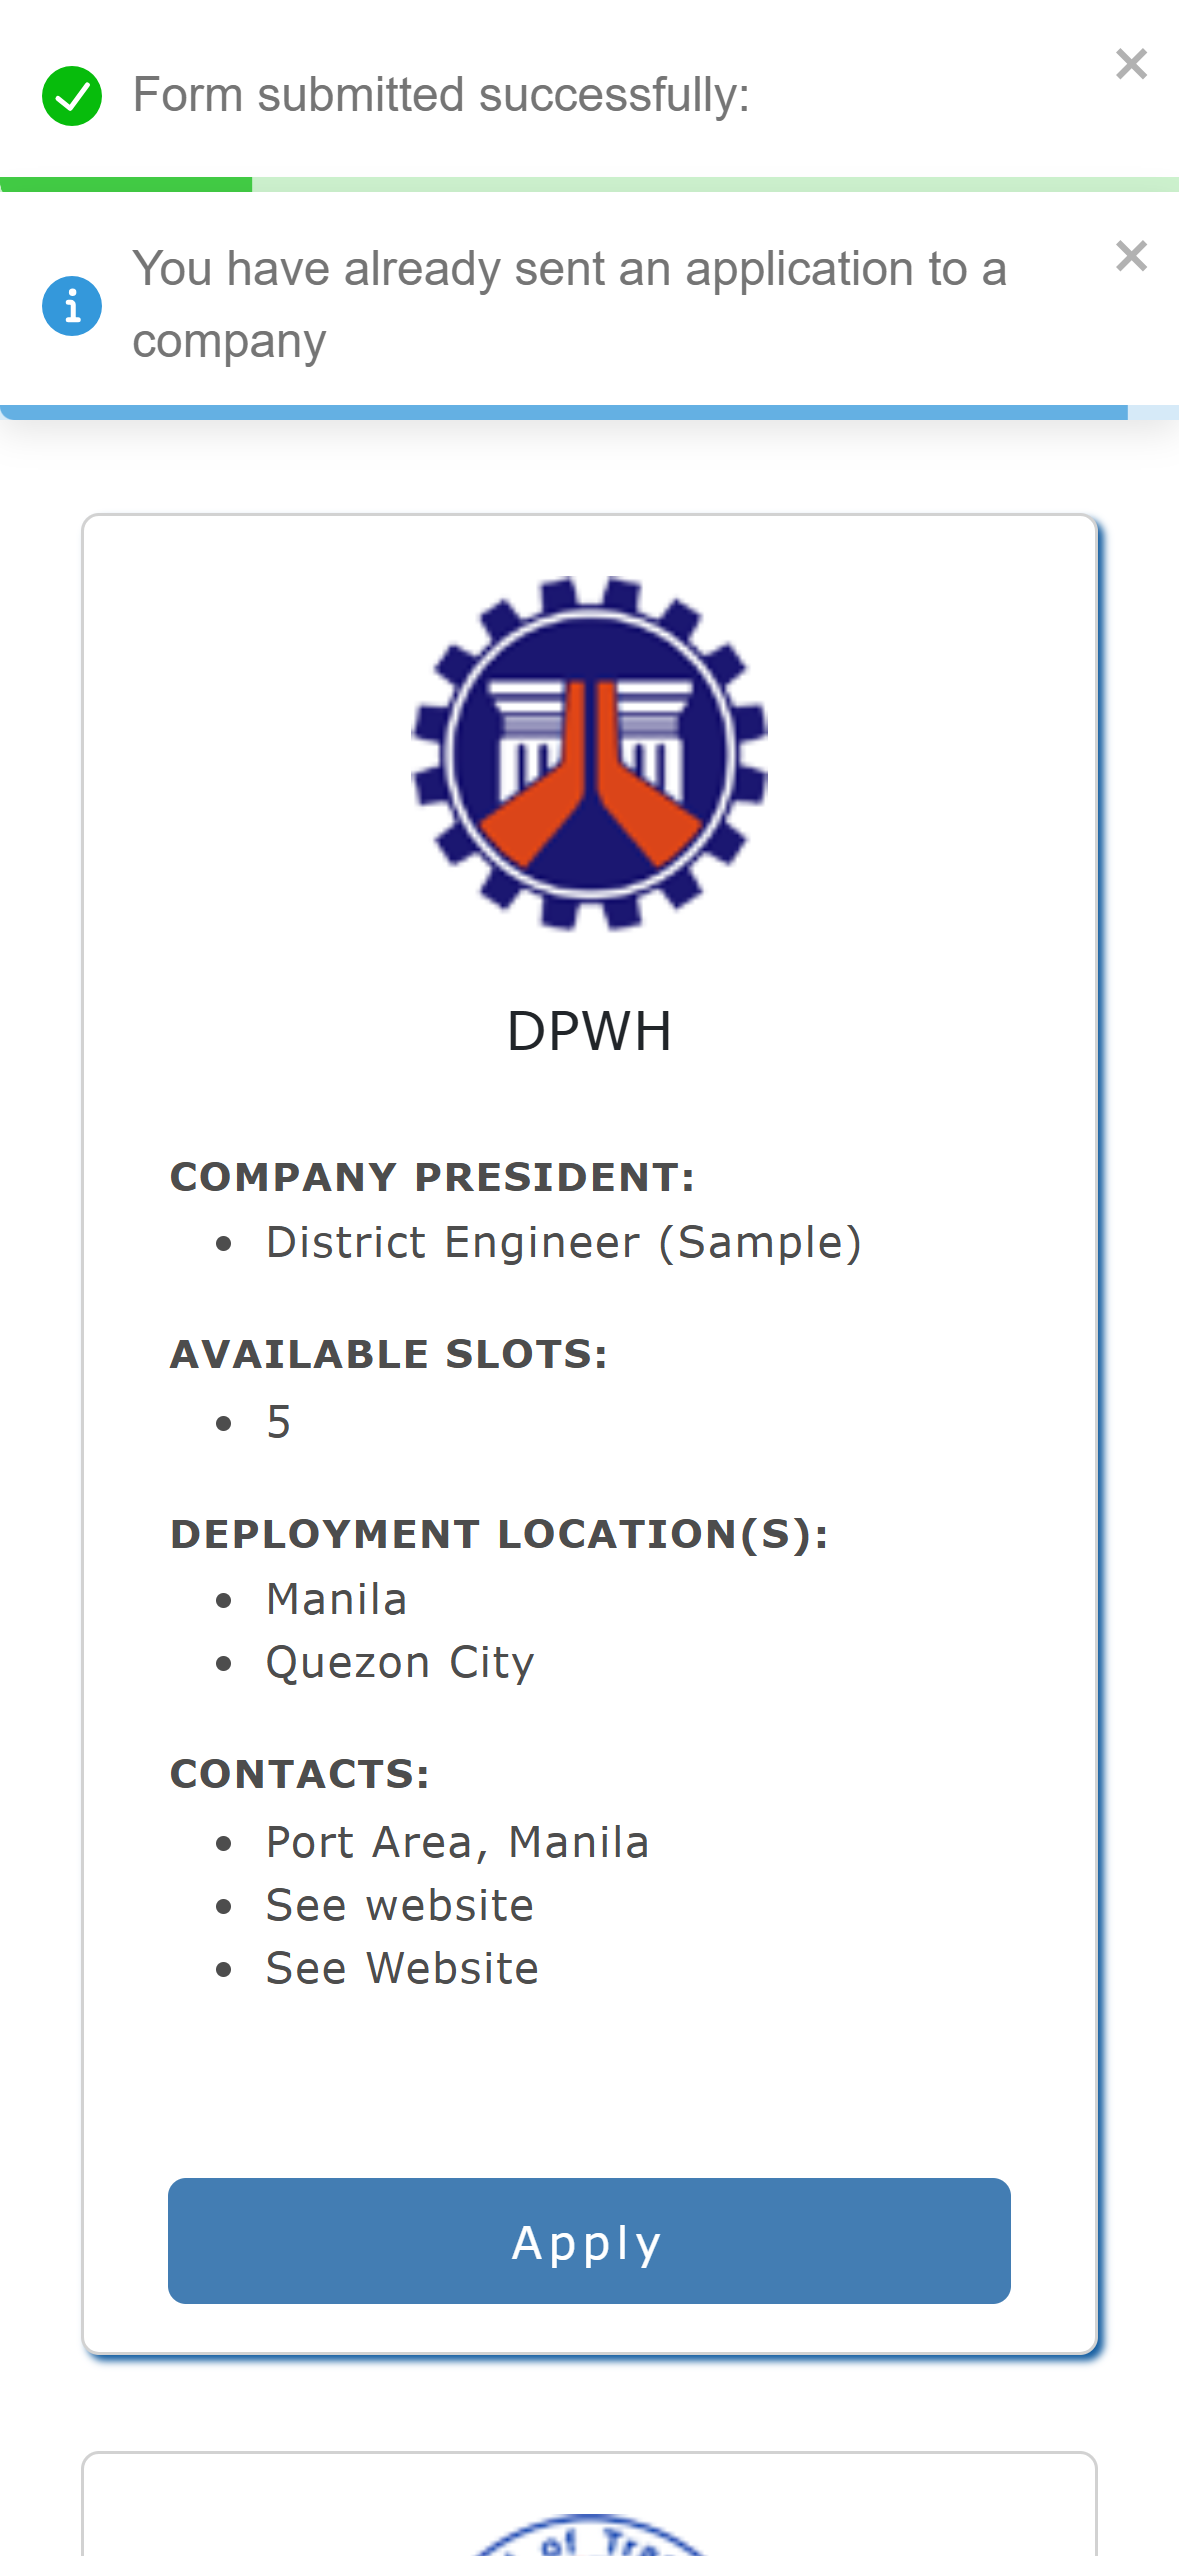 Form submitted successfully:
You have already sent an application to a
company
DPWH
COMPANY PRESIDENT:
District Engineer (Sample)
AVAILABLE SLOTS:
5
DEPLOYMENT LOCATION(S):
Manila
Quezon City
CONTACTS:
Port Area, Manila
See website
See Website
Apply
of